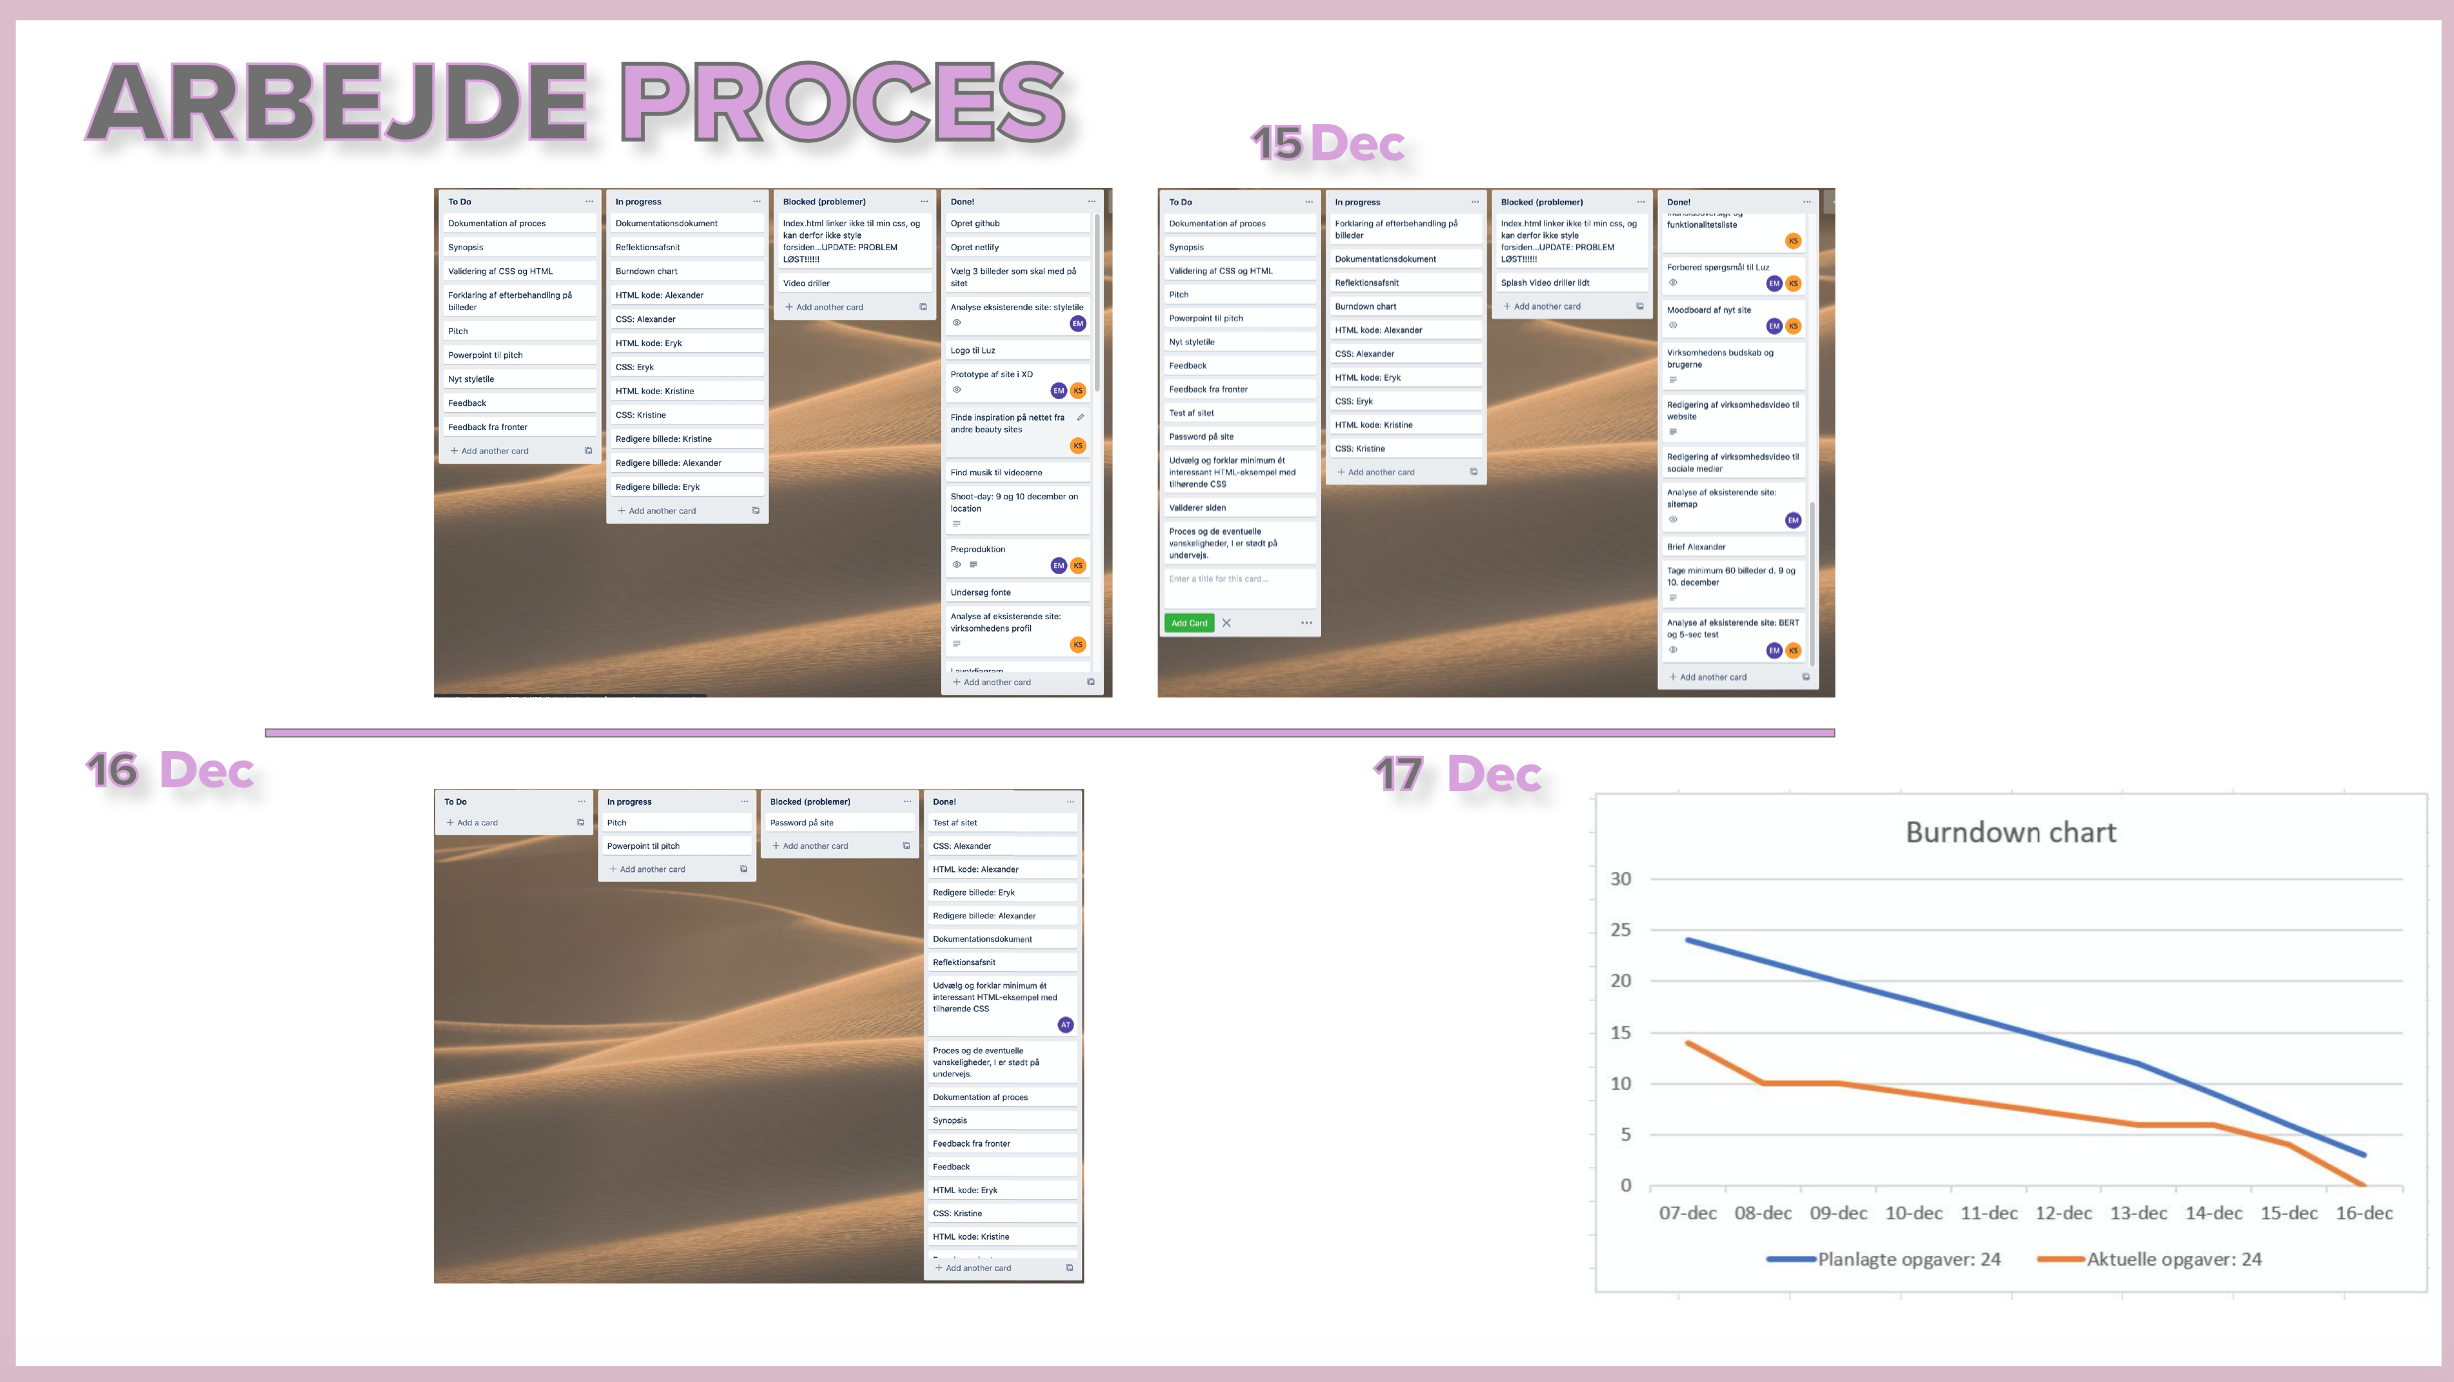 ARBEJDE PROCES
15 Dec
To Do
Dokumentation af proces
Synopsis
Validering af CSS og HTML
Forklaring af efterbehandling på
billeder
Pitch
Powerpoint til pitch
Nyt styletile
Feedback
Feedback fra fronter
+ Add another card
In progress
Dokumentationsdokument
Reflektionsafsnit
Burndown chart
HTML kode: Alexander
CSS: Alexander
HTML kode: Eryk
CSS: Eryk
HTML kode: Kristine
CSS: Kristine
Redigere billede: Kristine
Redigere billede: Alexander
Redigere billede: Eryk
+ Add another card
Blocked (problemer)
Index.html linker ikke til min css, og
kan derfor ikke style
forsiden...UPDATE: PROBLEM
LØST!!!!!!
Video driller
+ Add another card
Done!
Opret github
Opret netlify
Vælg 3 billeder som skal med på
sitet
Analyse eksisterende site: styletile
EM
Logo til Luz
Prototype af site i XD
EM KS
Finde inspiration på nettet fra
andre beauty sites
KS
Find musik til videoerne
Shoot-day: 9 og 10 december on
location
Preproduktion
EM KS
Undersøg fonte
Analyse af eksisterende site:
virksomhedens profil
KS
Layotdiagram
+ Add another card
To Do
Dokumentation af proces
Synopsis
Validering af CSS og HTML
Pitch
Powerpoint til pitch
Nyt styletile
Feedback
Feedback fra fronter
Test af sitet
Password på site
Udvælg og forklar minimum ét
interessant HTML-eksempel med
tilhørende CSS
Validerer siden
Proces og de eventuelle
vanskeligheder, I er stødt på
undervejs.
Enter a title for this card...
Add Card
In progress
Forklaring af efterbehandling på
billeder
Dokumentationsdokument
Reflektionsafsnit
Burndown chart
HTML kode: Alexander
CSS: Alexander
HTML kode: Eryk
CSS: Eryk
HTML kode: Kristine
CSS: Kristine
+ Add another card
Blocked (problemer)
Index.html linker ikke til min css, og
kan derfor ikke style
forsiden...UPDATE: PROBLEM
LØST!!!!!!
Splash Video driller lidt
+ Add another card
Done!
funktionalitetsliste
KS
Forbered spørgsmål til Luz
EM KS
Moodboard af nyt site
EM KS
Virksomhedens budskab og
brugerne
Redigering af virksomhedsvideo til
website
Redigering af virksomhedsvideo til
sociale medier
Analyse af eksisterende site:
sitemap
EM
Brief Alexander
Tage minimum 60 billeder d. 9 og
10. december
Analyse af eksisterende site: BERT
og 5-sec test
EM KS
+ Add another card
16 Dec
To Do
+ Add a card
In progress
Pitch
Powerpoint til pitch
+ Add another card
Blocked (problemer)
Password på site
+ Add another card
Done!
Test af sitet
CSS: Alexander
HTML kode: Alexander
Redigere billede: Eryk
Redigere billede: Alexander
Dokumentationsdokument
Reflektionsafsnit
Udvælg og forklar minimum ét
interessant HTML-eksempel med
tilhørende CSS
AT
Proces og de eventuelle
vanskeligheder, I er stødt på
undervejs.
Dokumentation af proces
Synopsis
Feedback fra fronter
Feedback
HTML kode: Eryk
CSS: Kristine
HTML kode: Kristine
+ Add another card
17 Dec
Burndown chart
30
25
20
15
10
5
0
07-dec 08-dec 09-dec 10-dec 11-dec 12-dec 13-dec 14-dec 15-dec 16-dec
Planlagte opgaver: 24 Aktuelle opgaver: 24